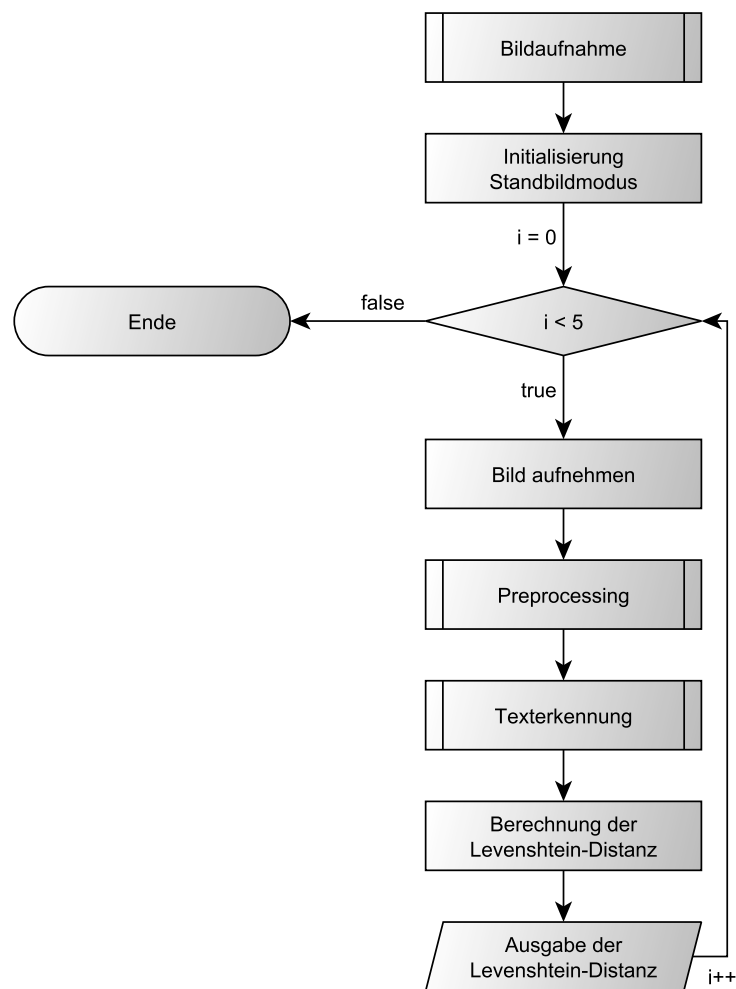 Bildaufnahme
Initialisierung
Standbildmodus
i = 0
false
Ende
i < 5
true
Bild aufnehmen
Preprocessing
Texterkennung
Berechnung der
Levenshtein-Distanz
Ausgabe der
Levenshtein-Distanz
i++